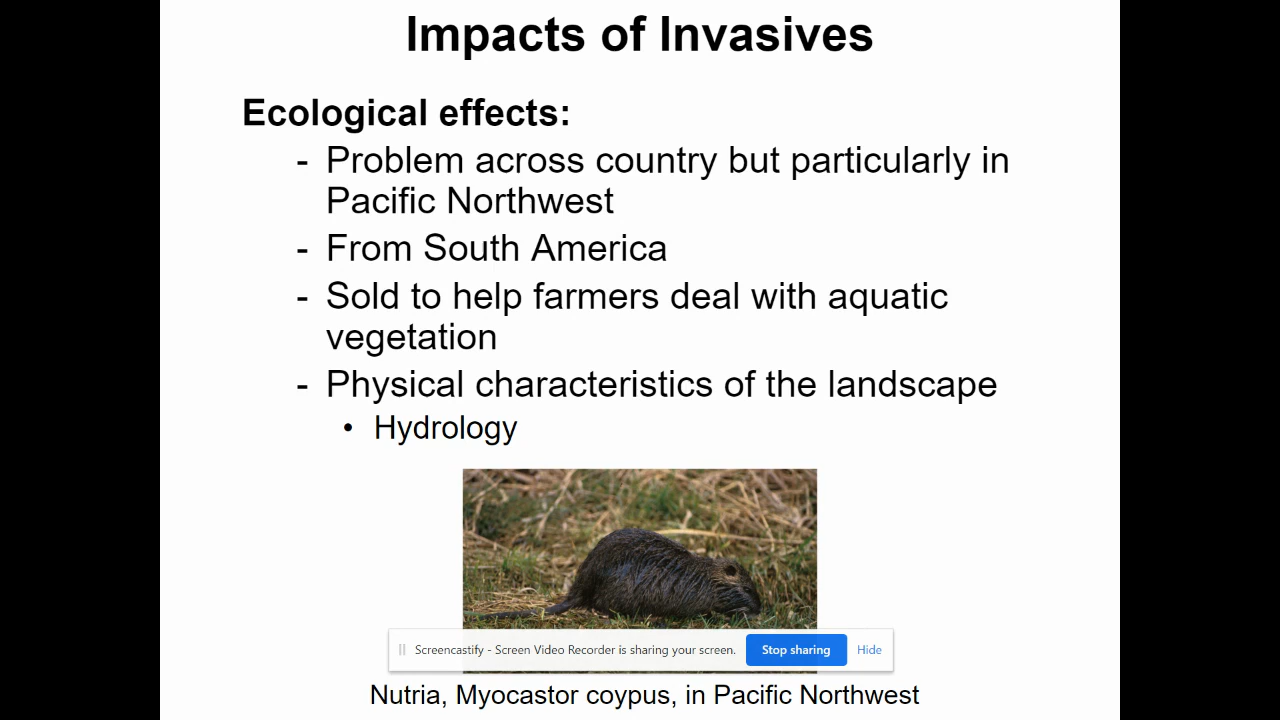 Impacts of Invasives
Ecological effects:
- Problem across country but particularly in
Pacific Northwest
- From South America
- Sold to help farmers deal with aquatic
vegetation
- Physical characteristics of the landscape
• Hydrology
Screencastify - Screen Video Recorder is sharing your screen. Stop sharing Hide
Nutria, Myocastor coypus, in Pacific Northwest